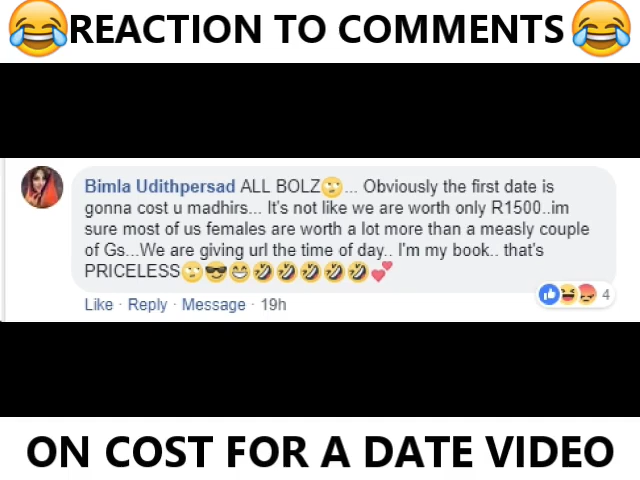 😂REACTION TO COMMENTS😂
Bimla Udithpersad ALL BOLZ🙄... Obviously the first date is
gonna cost u madhirs... It's not like we are worth only R1500..im
sure most of us females are worth a lot more than a measly couple
of Gs...We are giving url the time of day.. I'm my book.. that's
PRICELESS🙄😎😁🤣🤣🤣🤣🤣💕
4
Like · Reply · Message · 19h
ON COST FOR A DATE VIDEO